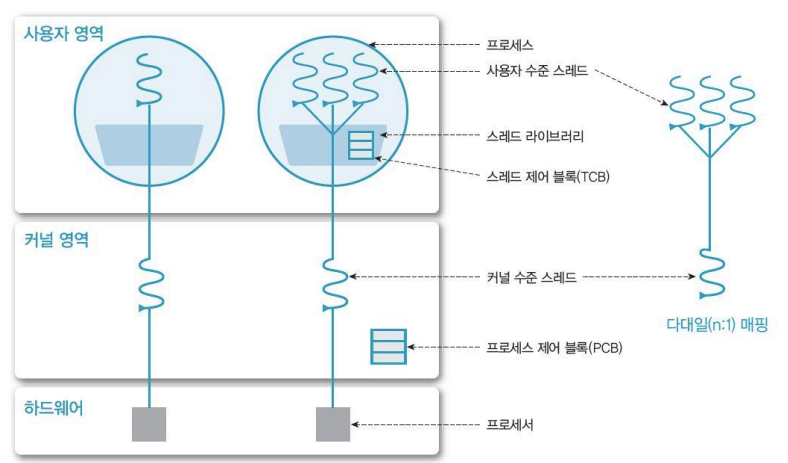 사용자 영역
프로세스
사용자 수준 스레드
스레드 라이브러리
스레드 제어 블록(TCB)
커널 영역
커널 수준 스레드
다대일(n:1) 매핑
프로세스 제어 블록(PCB)
하드웨어
프로세서